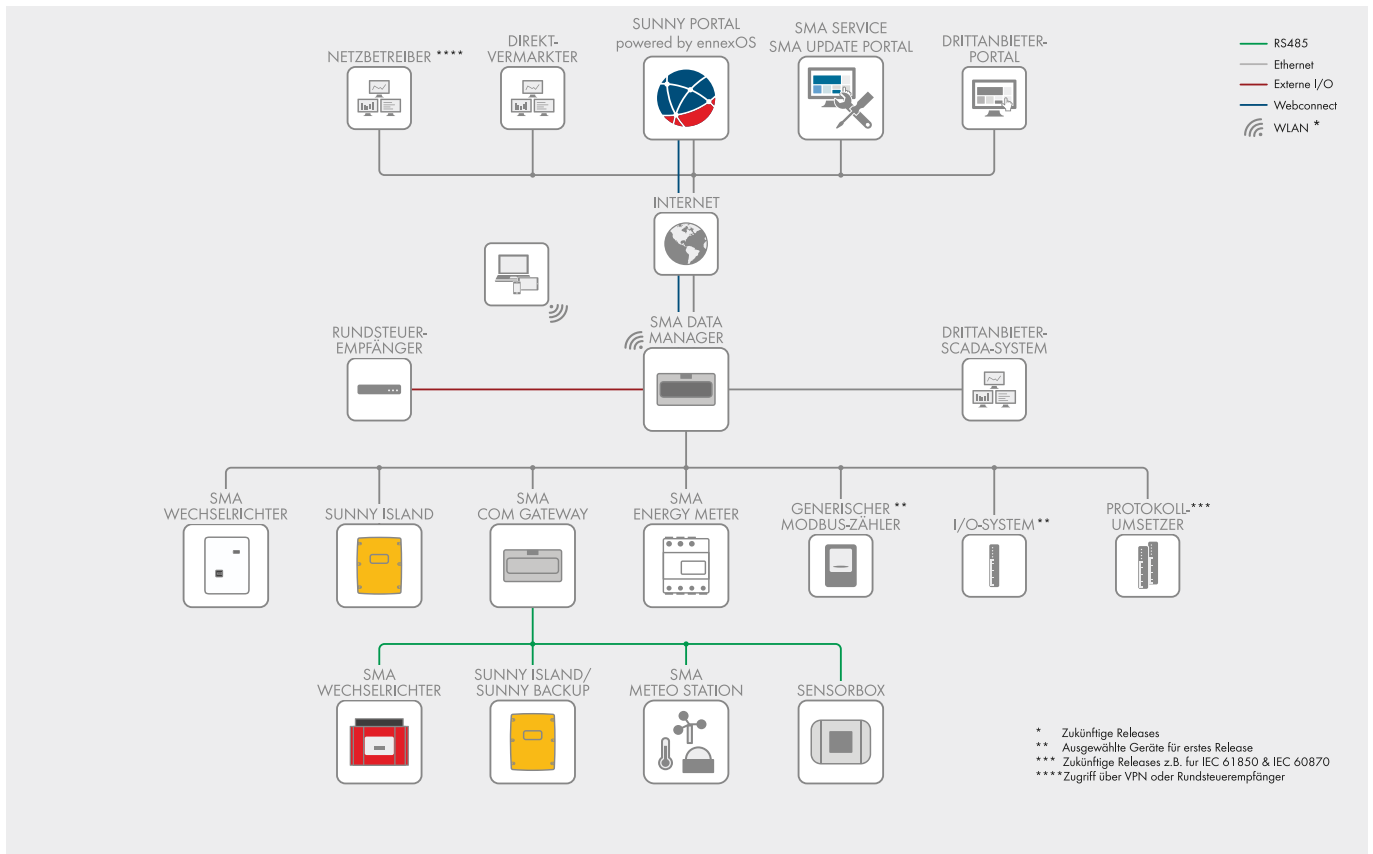 NETZBETREIBER ****
DIREKT-
VERMARKTER
SUNNY PORTAL
powered by ennexOS
SMA SERVICE
SMA UPDATE PORTAL
DRITTANBIETER-
PORTAL
RS485
Ethernet
Externe I/O
Webconnect
WLAN *
INTERNET
RUNDSTEUER-
EMPFÄNGER
SMA DATA
MANAGER
DRITTANBIETER-
SCADA-SYSTEM
SMA
WECHSELRICHTER
SUNNY ISLAND
SMA
COM GATEWAY
SMA
ENERGY METER
GENERISCHER **
MODBUS-ZÄHLER
I/O-SYSTEM **
PROTOKOLL-***
UMSETZER
SMA
WECHSELRICHTER
SUNNY ISLAND/
SUNNY BACKUP
SMA
METEO STATION
SENSORBOX
* Zukünftige Releases
** Ausgewählte Geräte für erstes Release
*** Zukünftige Releases z.B. fur IEC 61850 & IEC 60870
**** Zugriff über VPN oder Rundsteuerempfänger